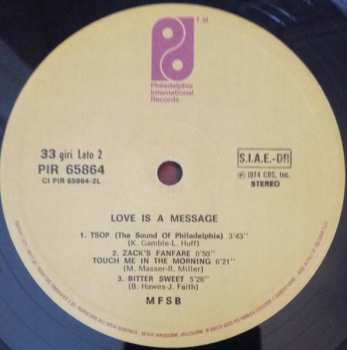 Philadelphia
International
Records
33 giri Lato 2
PIR 65864
CI PIR 65864-2L
S.I.A.E.-DR
℗ 1974 CBS, Inc.
STEREO
LOVE IS A MESSAGE
1. TSOP (The Sound Of Philadelphia) 3'43"
(K. Gamble-L. Huff)
2. ZACK'S FANFARE 0'50"
TOUCH ME IN THE MORNING 6'21"
(M. Masser-R. Miller)
3. BITTER SWEET 5'26"
(B. Hawes-J. Faith)
MFSB